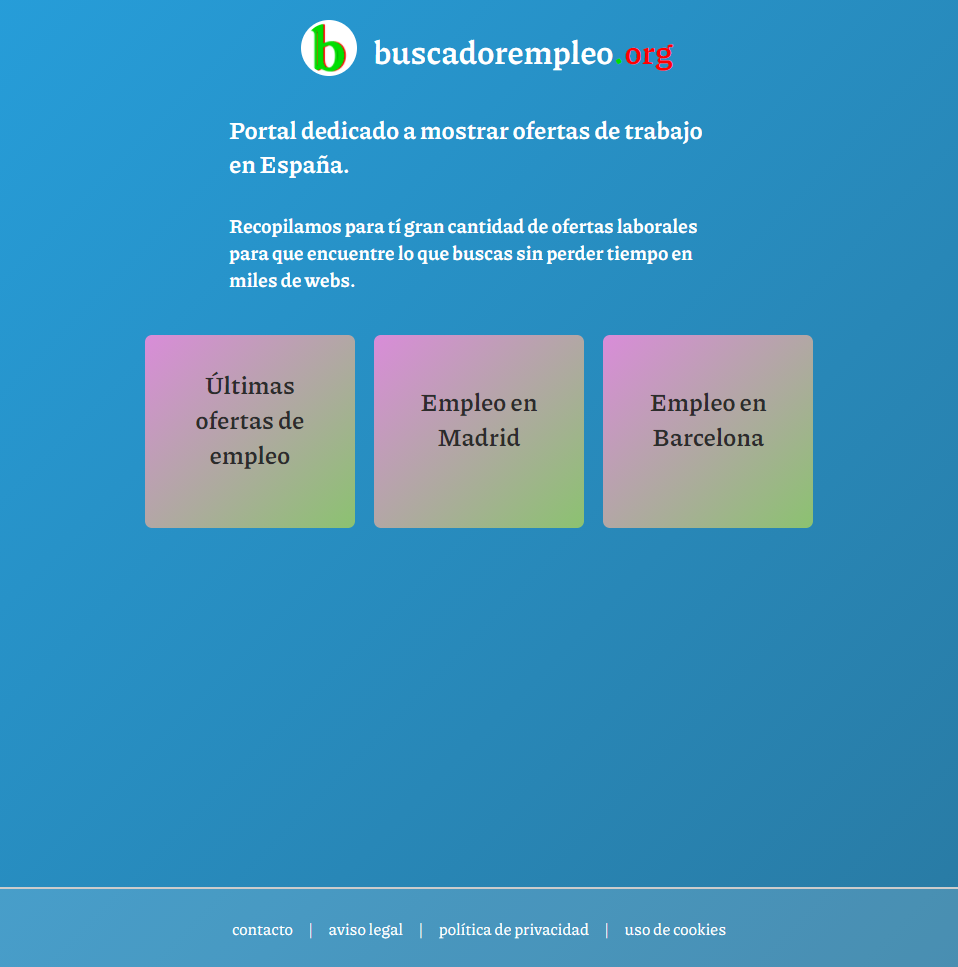 b buscadorempleo.org
Portal dedicado a mostrar ofertas de trabajo
en España.
Recopilamos para tí gran cantidad de ofertas laborales
para que encuentre lo que buscas sin perder tiempo en
miles de webs.
Últimas
ofertas de
empleo
Empleo en
Madrid
Empleo en
Barcelona
contacto | aviso legal | política de privacidad | uso de cookies